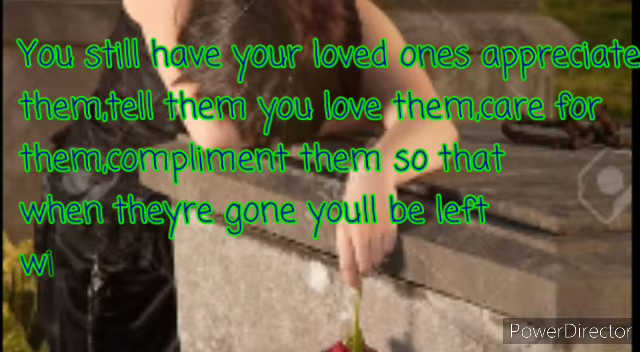 You still have your loved ones appreciate
them,tell them you love them,care for
them,compliment them so that
when theyre gone youll be left
wi
PowerDirector